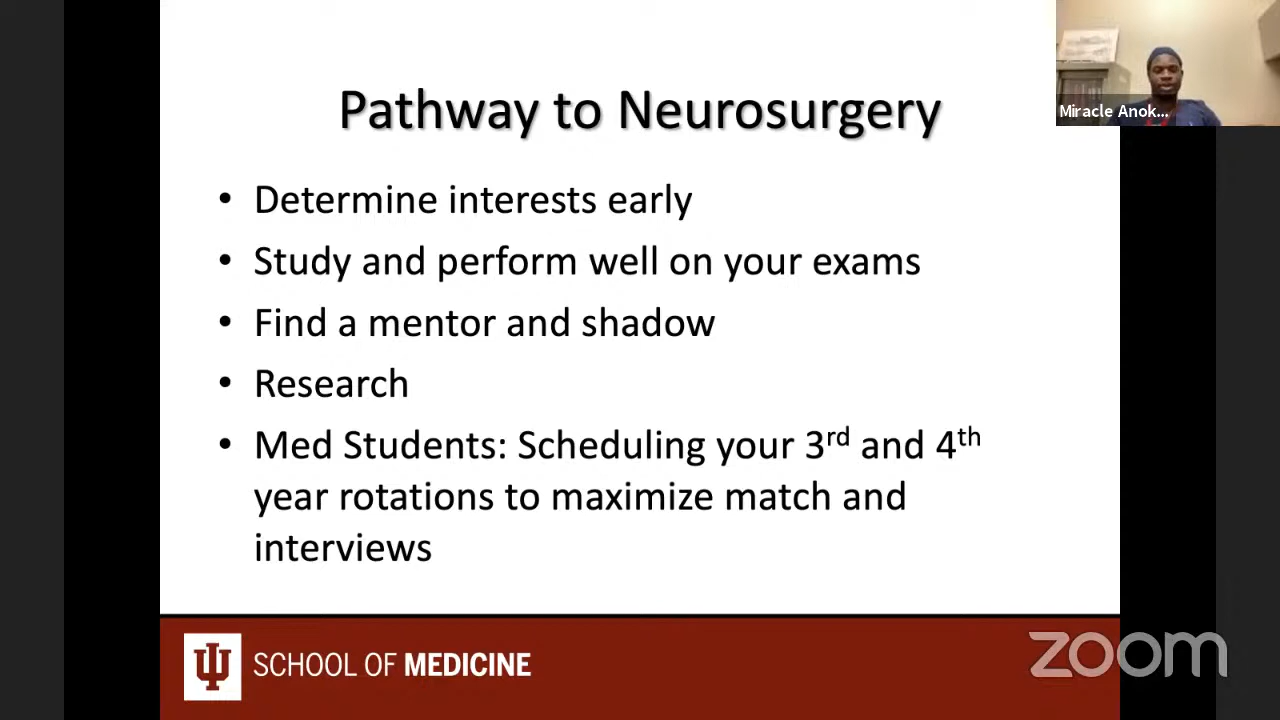 Pathway to Neurosurgery
Miracle Anok...
• Determine interests early
• Study and perform well on your exams
• Find a mentor and shadow
• Research
• Med Students: Scheduling your 3rd and 4th
year rotations to maximize match and
interviews
SCHOOL OF MEDICINE
zoom